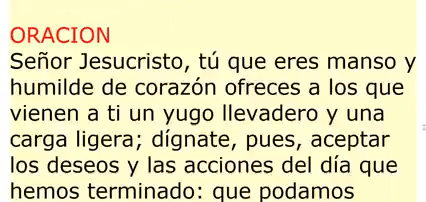 ORACION
Señor Jesucristo, tú que eres manso y
humilde de corazón ofreces a los que
vienen a ti un yugo llevadero y una
carga ligera; dígnate, pues, aceptar
los deseos y las acciones del día que
hemos terminado: que podamos